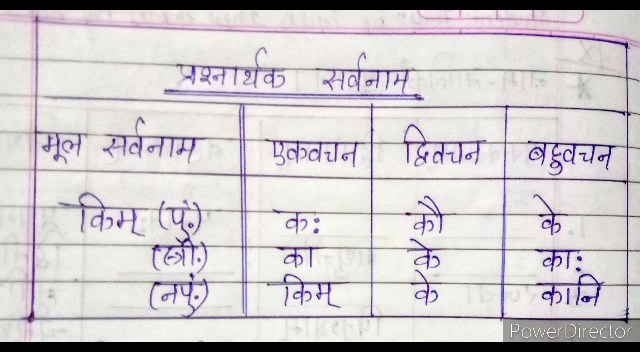 प्रश्नार्थक सर्वनाम
मूल सर्वनाम एकवचन द्विवचन बहुवचन
किम् (पुं.) कः कौ के
(स्त्री.) का के काः
(नपुं.) किम् के कानि
PowerDirector